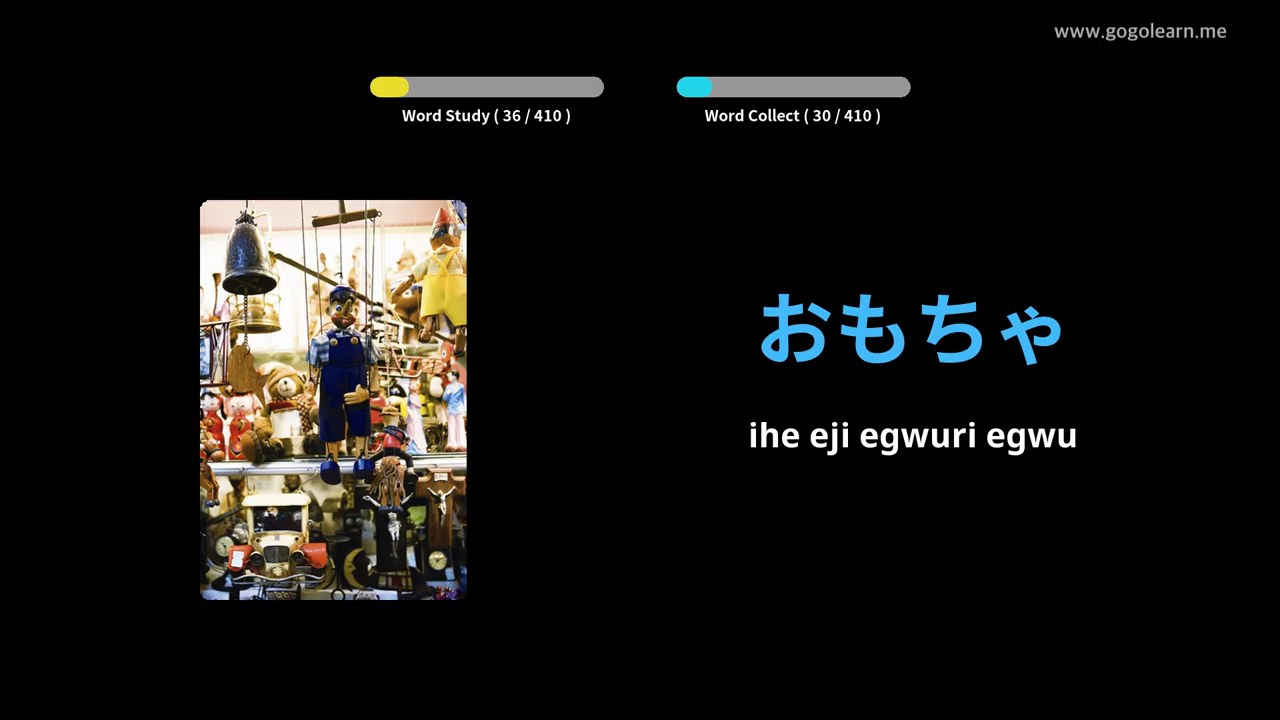 www.gogolearn.me
Word Study ( 36 / 410 )
Word Collect ( 30 / 410 )
おもちゃ
ihe eji egwuri egwu